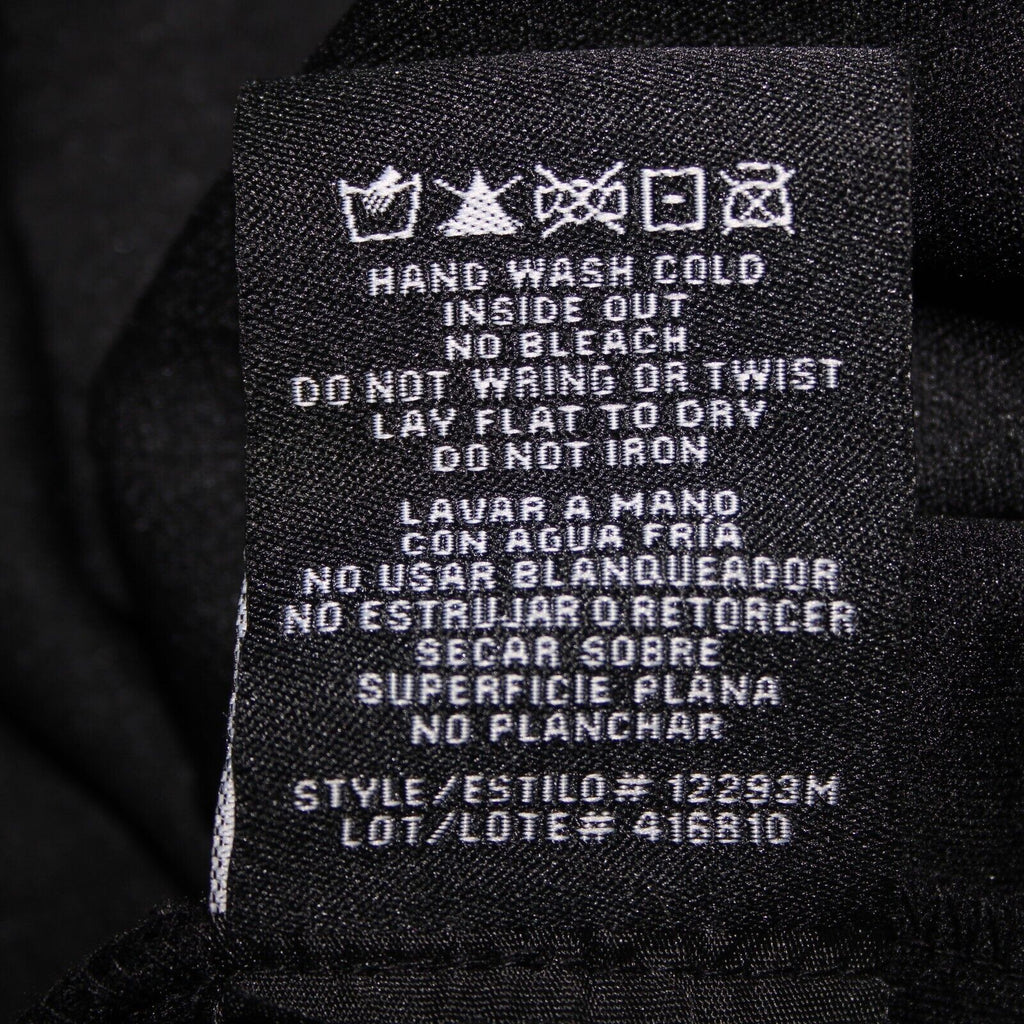 HAND WASH COLD
INSIDE OUT
NO BLEACH
DO NOT WRING OR TWIST
LAY FLAT TO DRY
DO NOT IRON
LAVAR A MANO
CON AGUA FRÍA
NO USAR BLANQUEADOR
NO ESTRUJAR O RETORCER
SECAR SOBRE
SUPERFICIE PLANA
NO PLANCHAR
STYLE/ESTILO# 12293M
LOT/LOTE# 416810